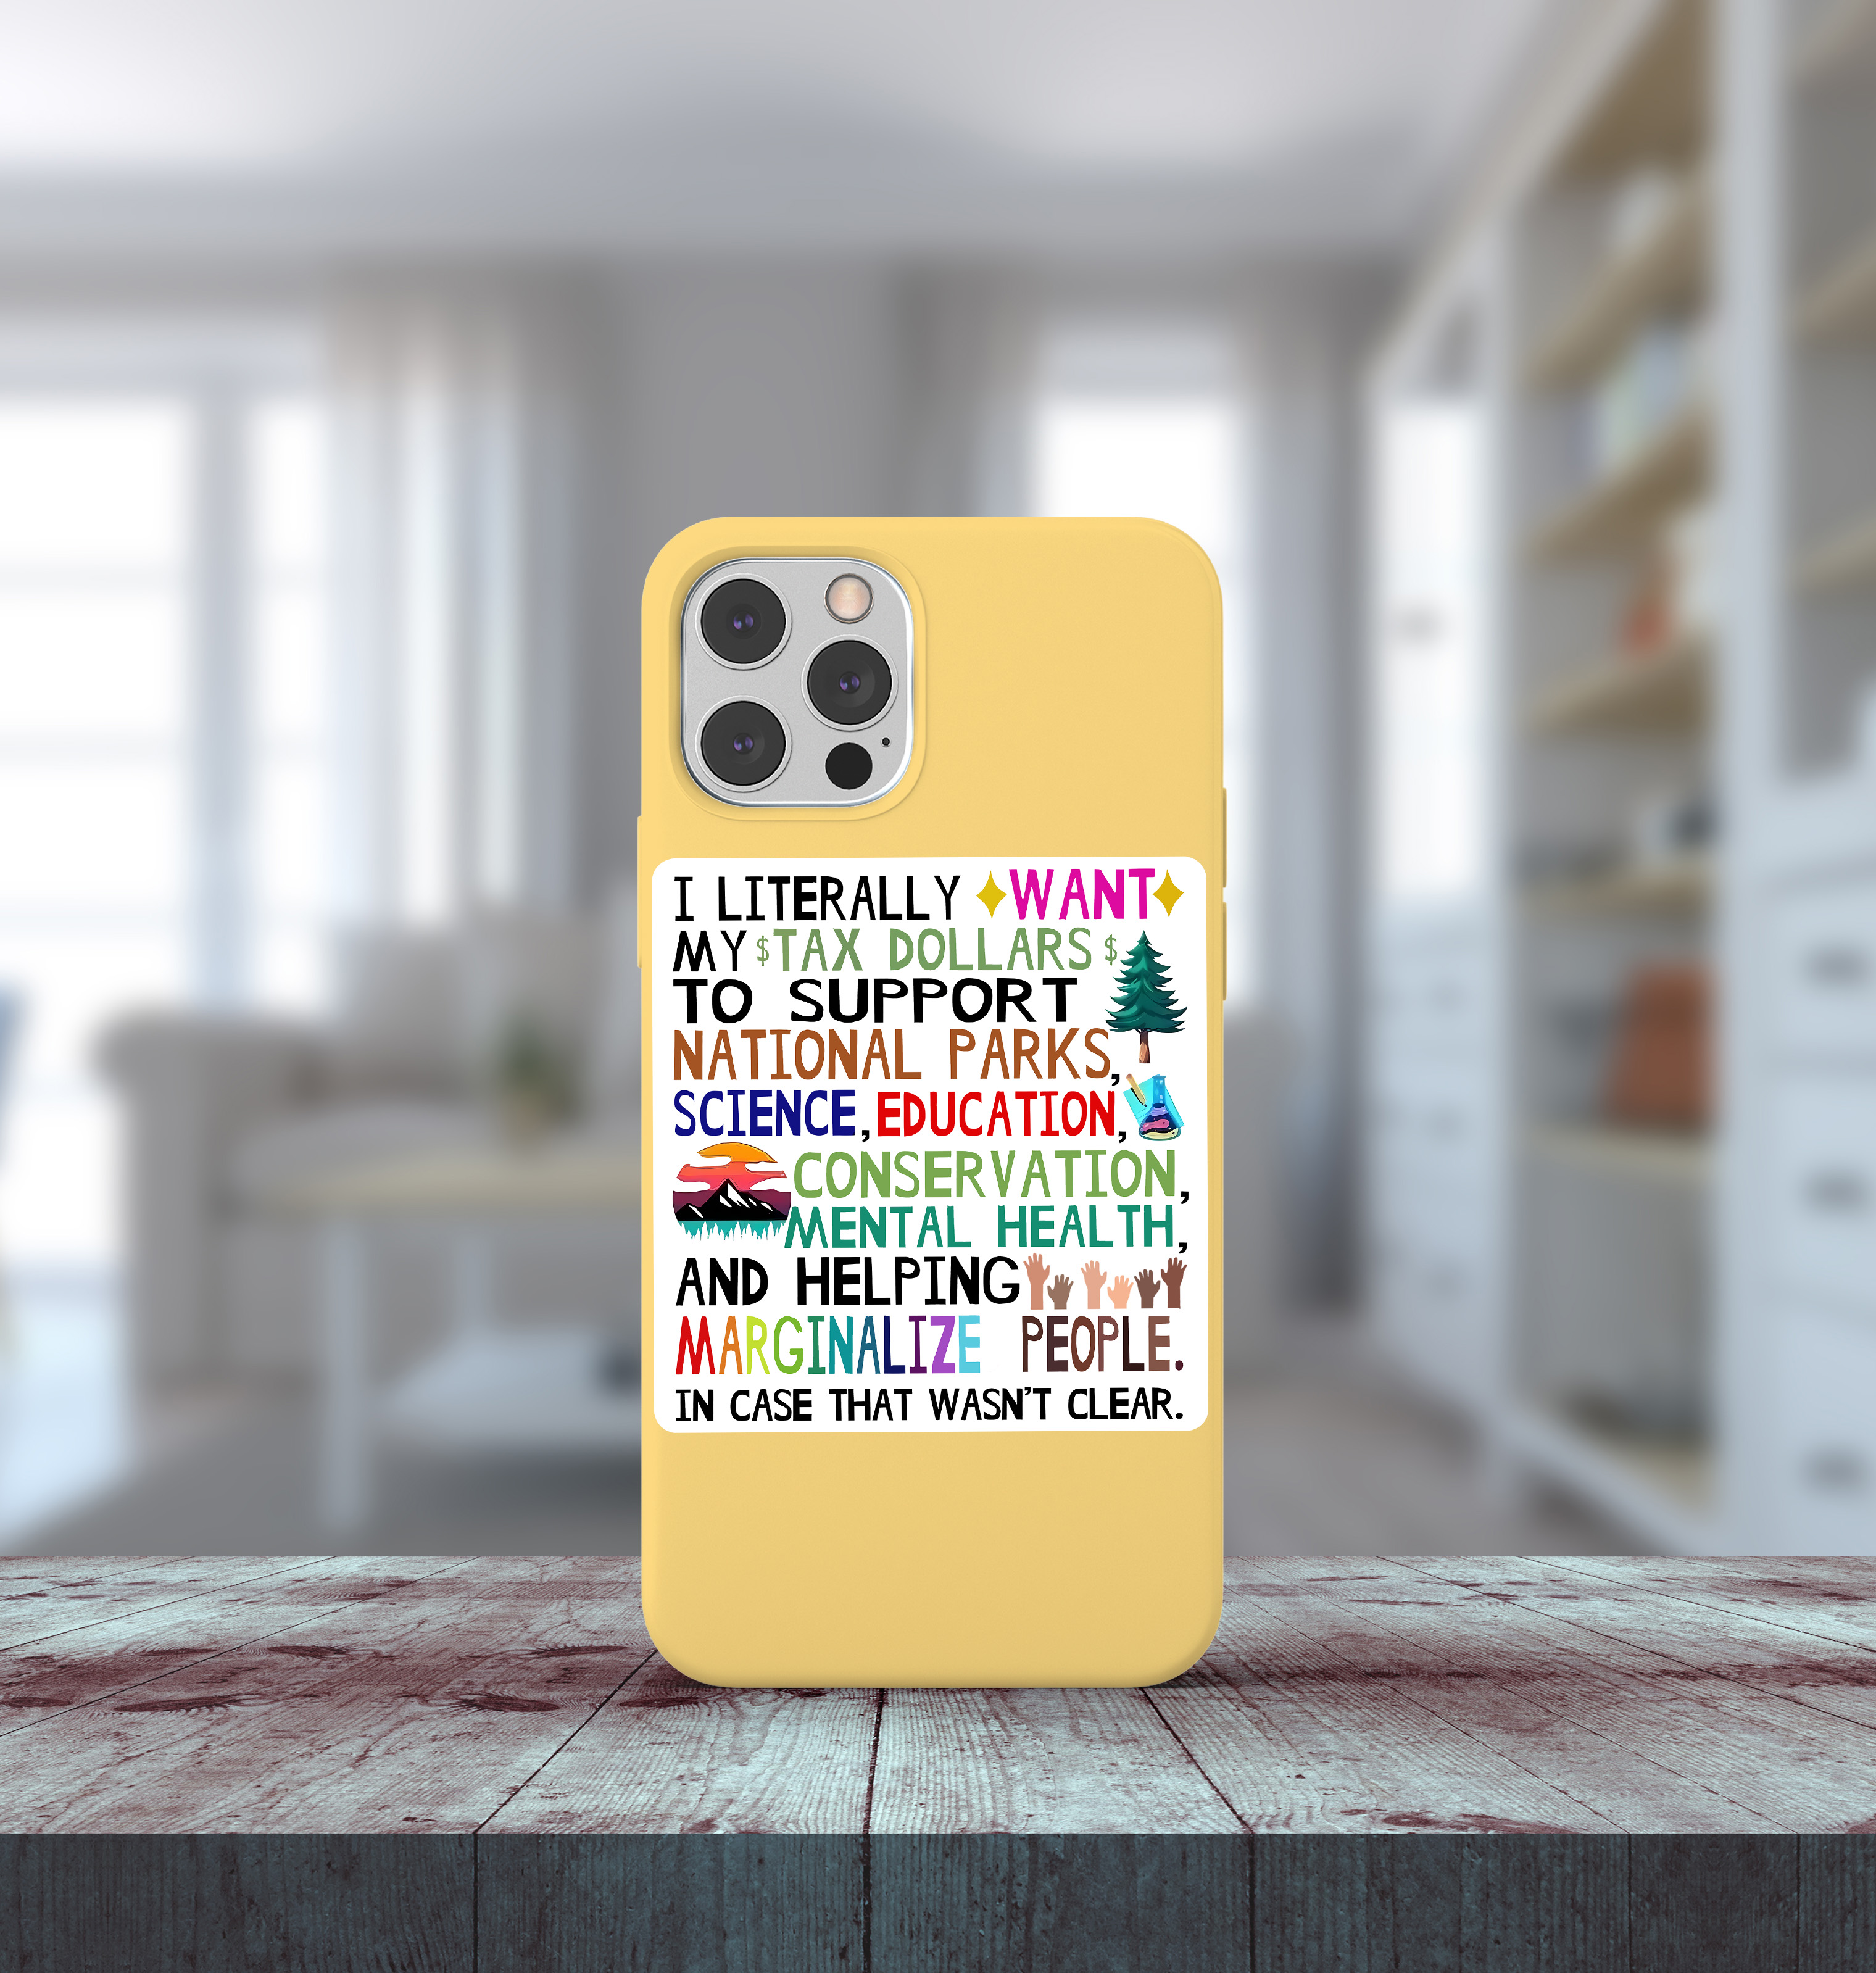 I LITERALLY WANT
MY $TAX DOLLARS $
TO SUPPORT
NATIONAL PARKS,
SCIENCE, EDUCATION,
CONSERVATION,
MENTAL HEALTH,
AND HELPING
MARGINALIZE PEOPLE.
IN CASE THAT WASN'T CLEAR.